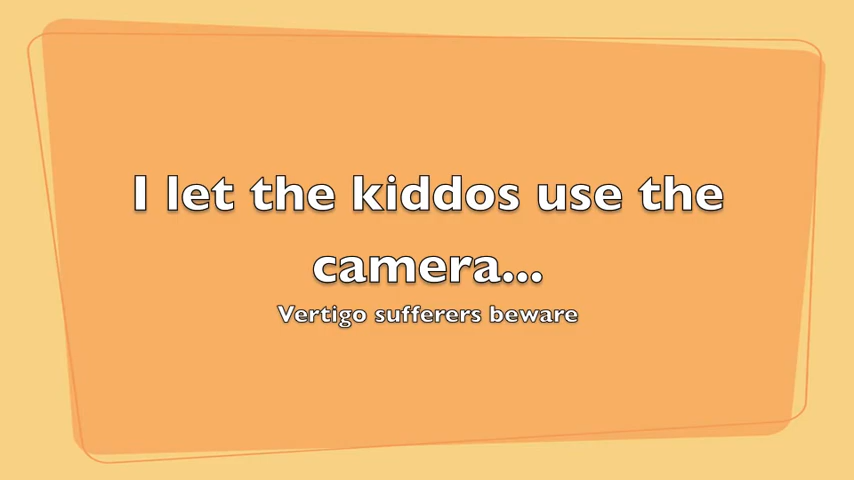 I let the kiddos use the
camera...
Vertigo sufferers beware